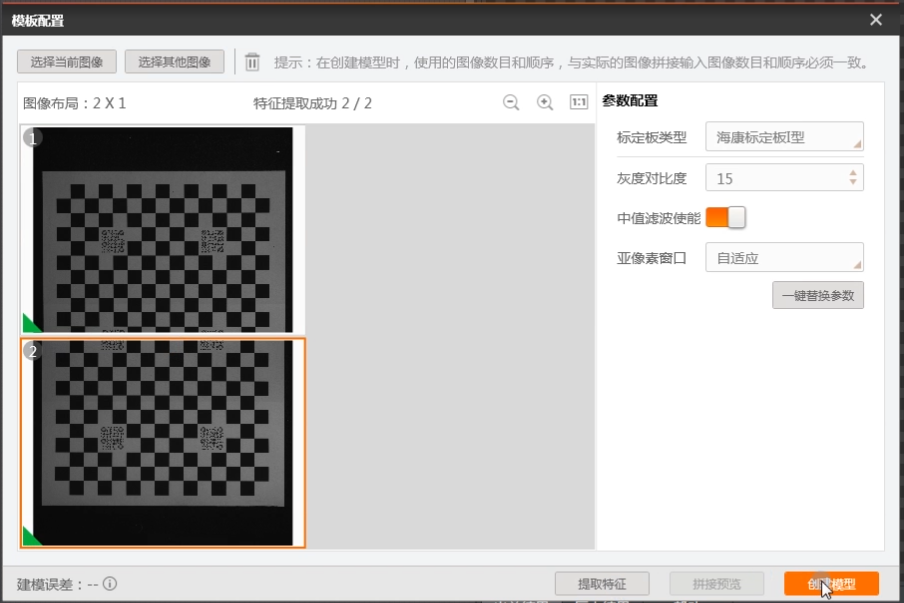 模板配置
选择当前图像 选择其他图像 提示：在创建模型时，使用的图像数目和顺序，与实际的图像拼接输入图像数目和顺序必须一致。
图像布局：2 X 1 特征提取成功 2 / 2 1:1
参数配置
1
标定板类型 海康标定板I型
灰度对比度 15
中值滤波使能
亚像素窗口 自适应
一键替换参数
2
建模误差：--
提取特征 拼接预览 创建模型